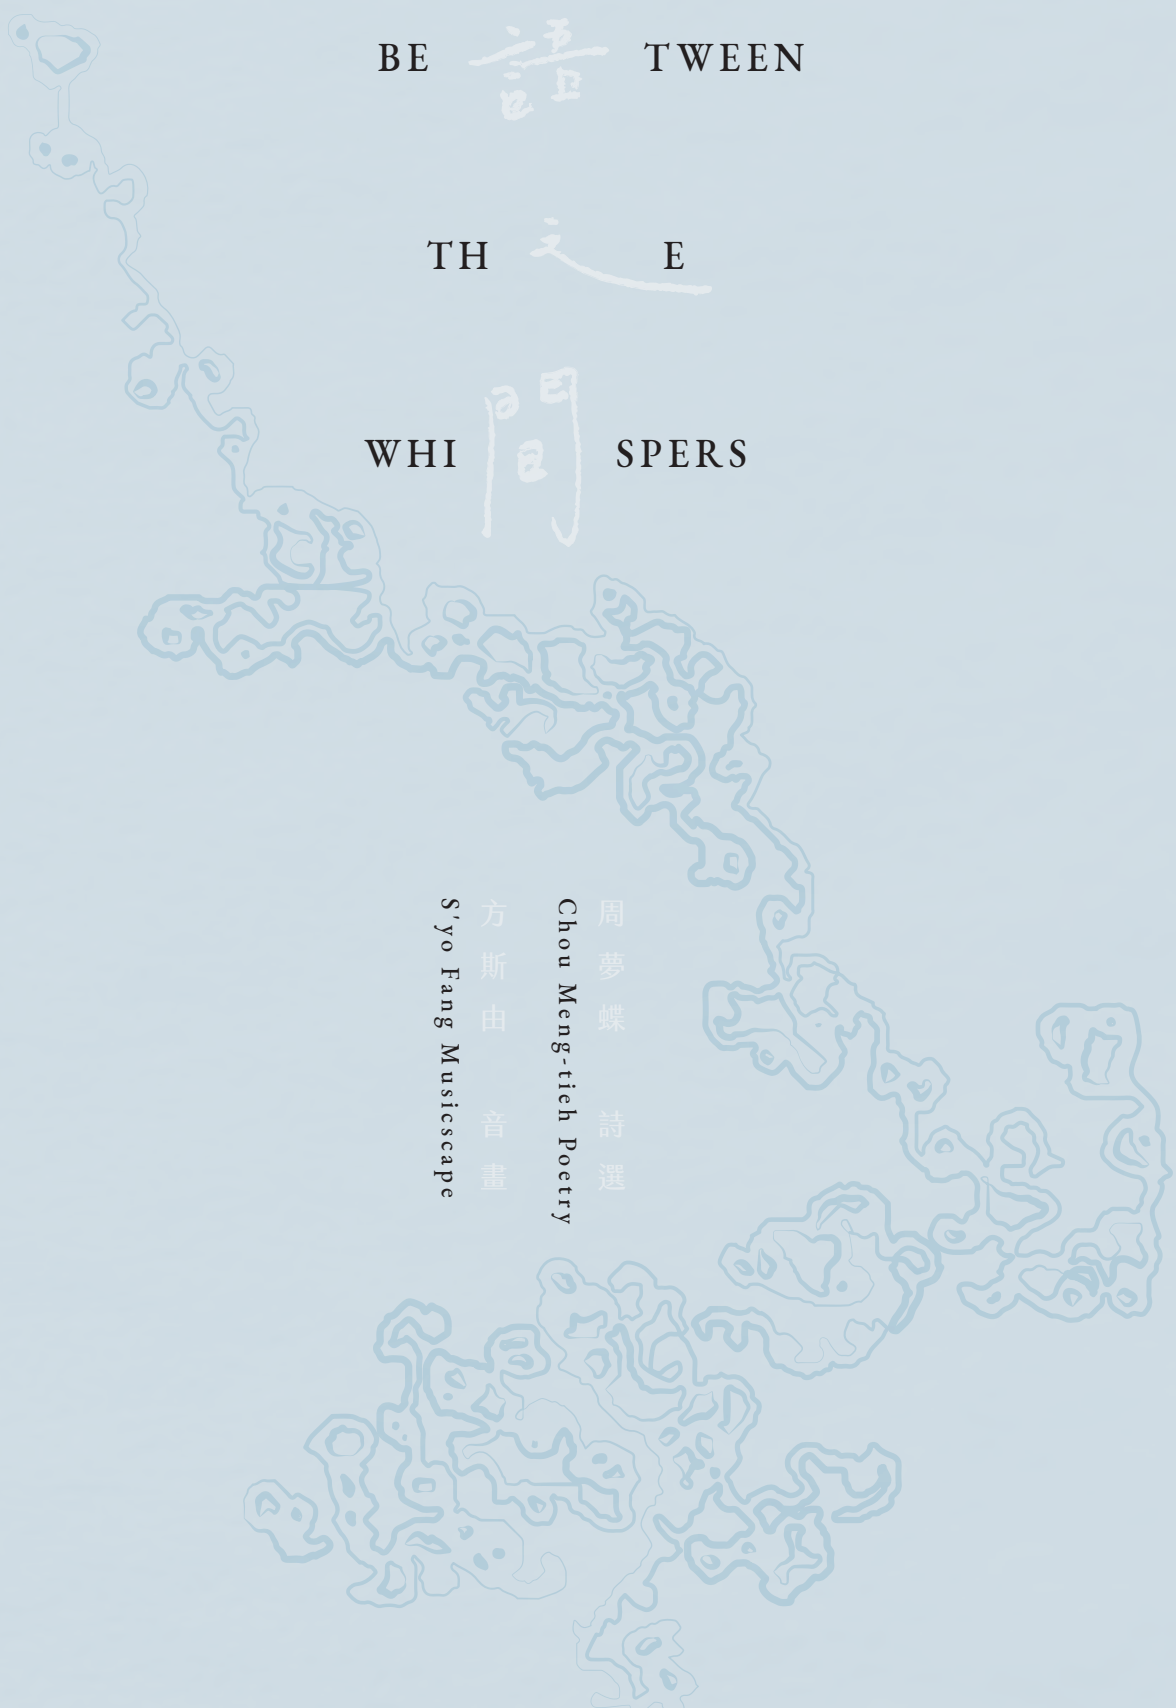 BE 語 TWEEN
TH 之 E
WHI 間 SPERS
周夢蝶 詩選
Chou Meng-tieh Poetry
方斯由 音畫
S'yo Fang Musicscape